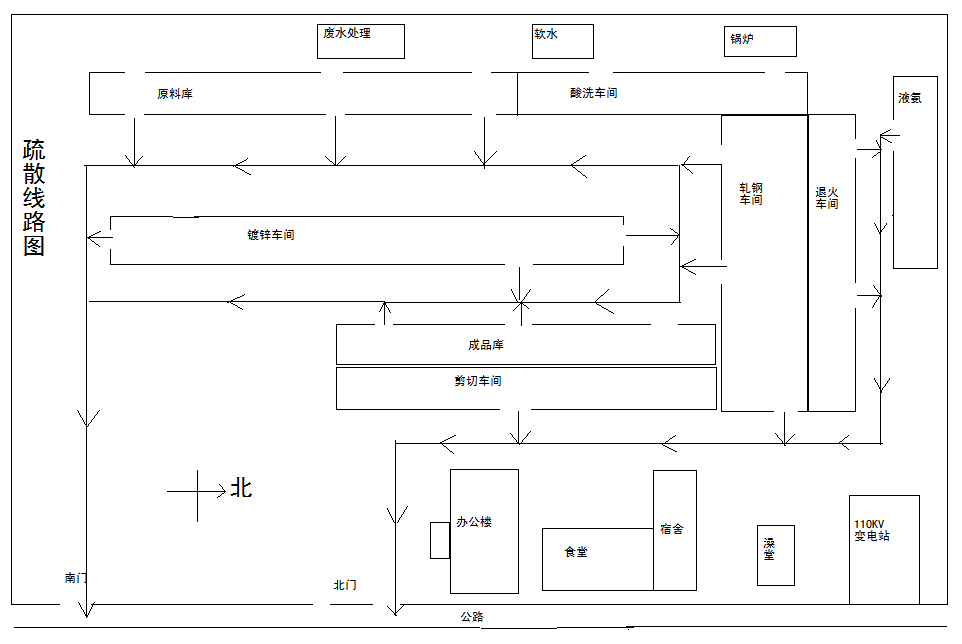 废水处理
软水
锅炉
原料库
酸洗车间
液氨
疏散线路图
轧钢
车间
退火
车间
镀锌车间
成品库
剪切车间
北
办公楼
宿舍
食堂
澡堂
110KV
变电站
南门
北门
公路